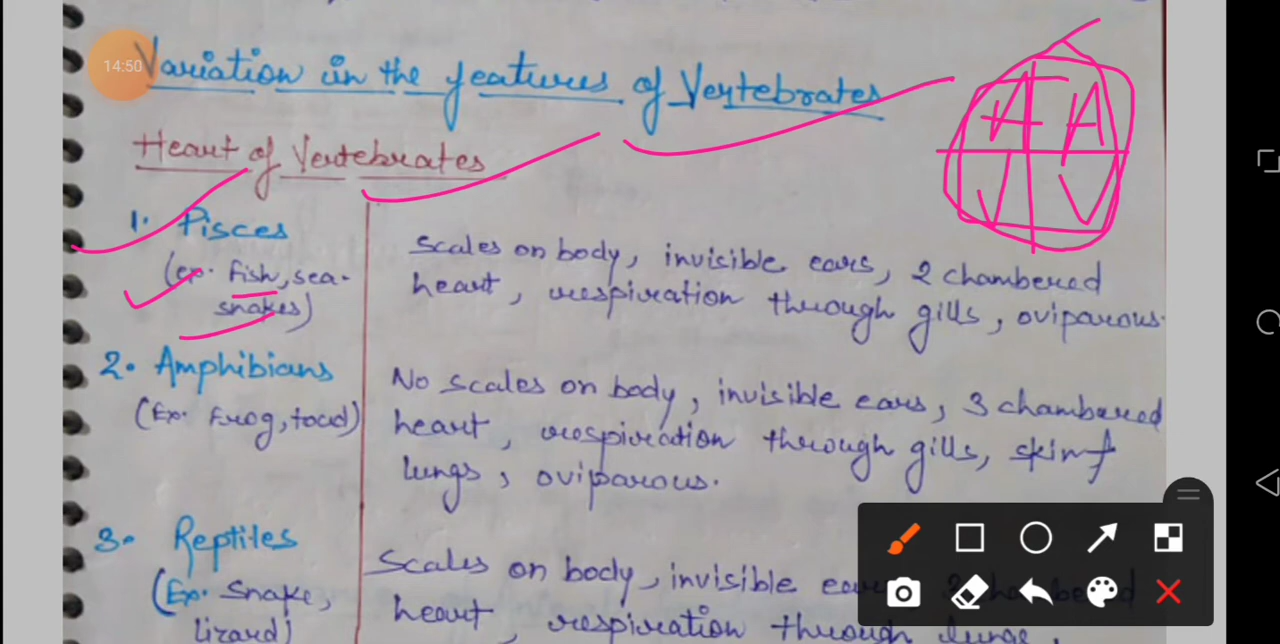 14:50
Variation in the features of Vertebrates
Heart of Vertebrates
A A
V V
1. Pisces
(ex. fish, sea-
snakes)
Scales on body, invisible ears, 2 chambered
heart, respiration through gills, oviparous.
2. Amphibians
(Ex. Frog, toad)
No scales on body, invisible ears, 3 chambered
heart, respiration through gills, skin &
lungs, oviparous.
3. Reptiles
(Ex. Snake,
lizard)
Scales on body, invisible
heart, respiration through lungs,